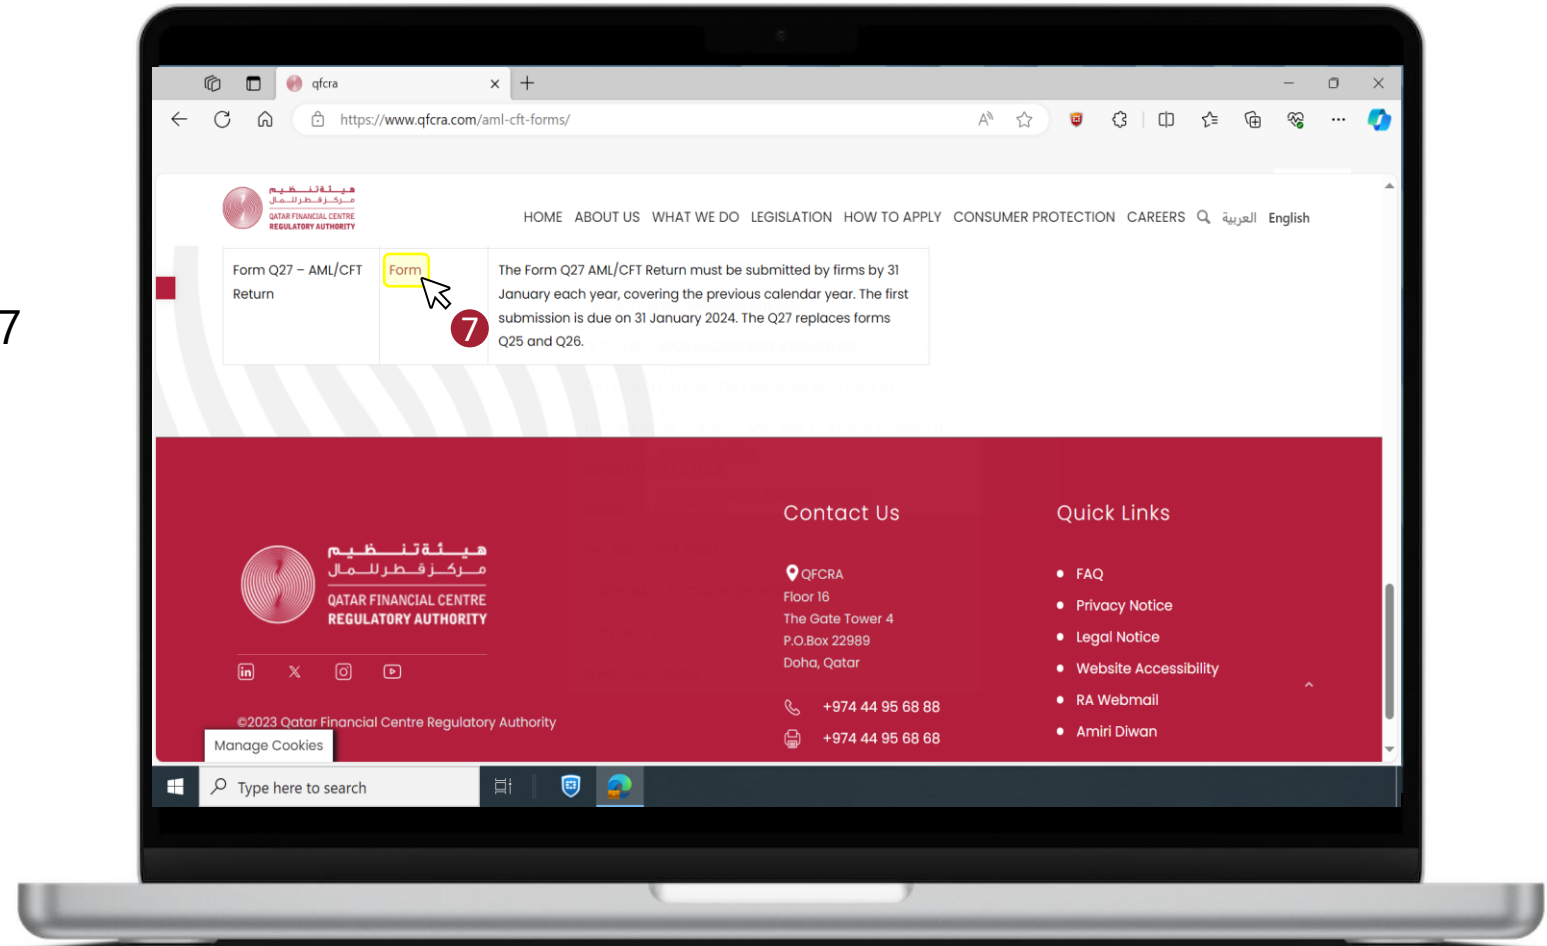 qfcra
https://www.qfcra.com/aml-cft-forms/
هيئة تنظيم
مركز قطر للمال
QATAR FINANCIAL CENTRE
REGULATORY AUTHORITY
HOME ABOUT US WHAT WE DO LEGISLATION HOW TO APPLY CONSUMER PROTECTION CAREERS العربية English
Form Q27 – AML/CFT
Return
Form
The Form Q27 AML/CFT Return must be submitted by firms by 31
January each year, covering the previous calendar year. The first
submission is due on 31 January 2024. The Q27 replaces forms
Q25 and Q26.
7
7
هيئة تنظيم
مركز قطر للمال
QATAR FINANCIAL CENTRE
REGULATORY AUTHORITY
©2023 Qatar Financial Centre Regulatory Authority
Contact Us
QFCRA
Floor 16
The Gate Tower 4
P.O.Box 22989
Doha, Qatar
+974 44 95 68 88
+974 44 95 68 68
Quick Links
FAQ
Privacy Notice
Legal Notice
Website Accessibility
RA Webmail
Amiri Diwan
Manage Cookies
Type here to search